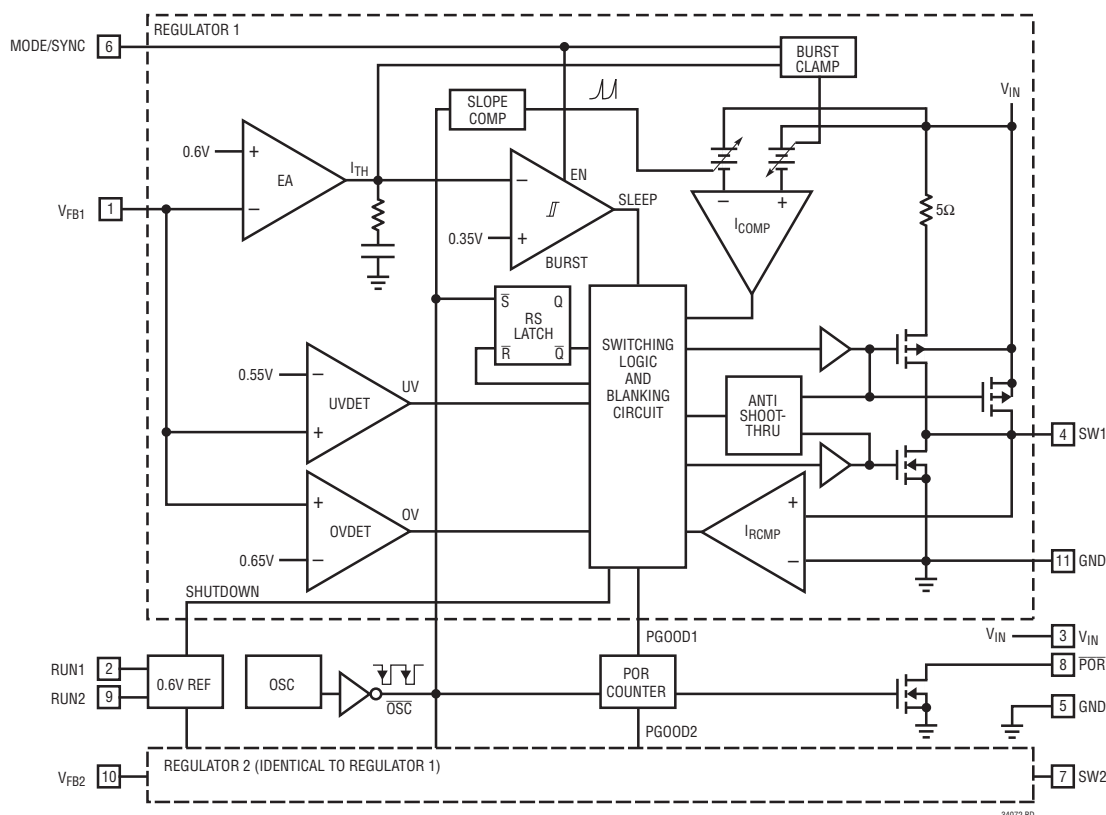 REGULATOR 1
MODE/SYNC 6
BURST
CLAMP
VIN
SLOPE
COMP
0.6V
+
EA
−
ITH
VFB1 1
−
EN
SLEEP
0.35V
+
BURST
−
+
ICOMP
5Ω
S Q
RS
LATCH
R Q
SWITCHING
LOGIC
AND
BLANKING
CIRCUIT
0.55V
−
UVDET
+
UV
ANTI
SHOOT-
THRU
4 SW1
+
OVDET
−
OV
0.65V
+
IRCMP
−
11 GND
SHUTDOWN
PGOOD1
VIN 3 VIN
RUN1 2
RUN2 9
0.6V REF
OSC
OSC
POR
COUNTER
8 POR
5 GND
PGOOD2
REGULATOR 2 (IDENTICAL TO REGULATOR 1)
VFB2 10
7 SW2